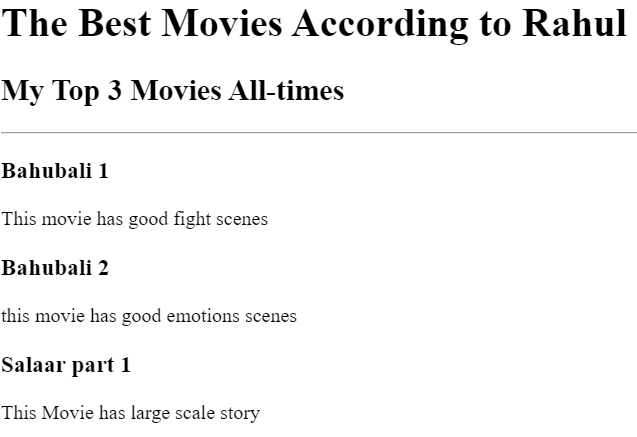 The Best Movies According to Rahul
My Top 3 Movies All-times
Bahubali 1
This movie has good fight scenes
Bahubali 2
this movie has good emotions scenes
Salaar part 1
This Movie has large scale story